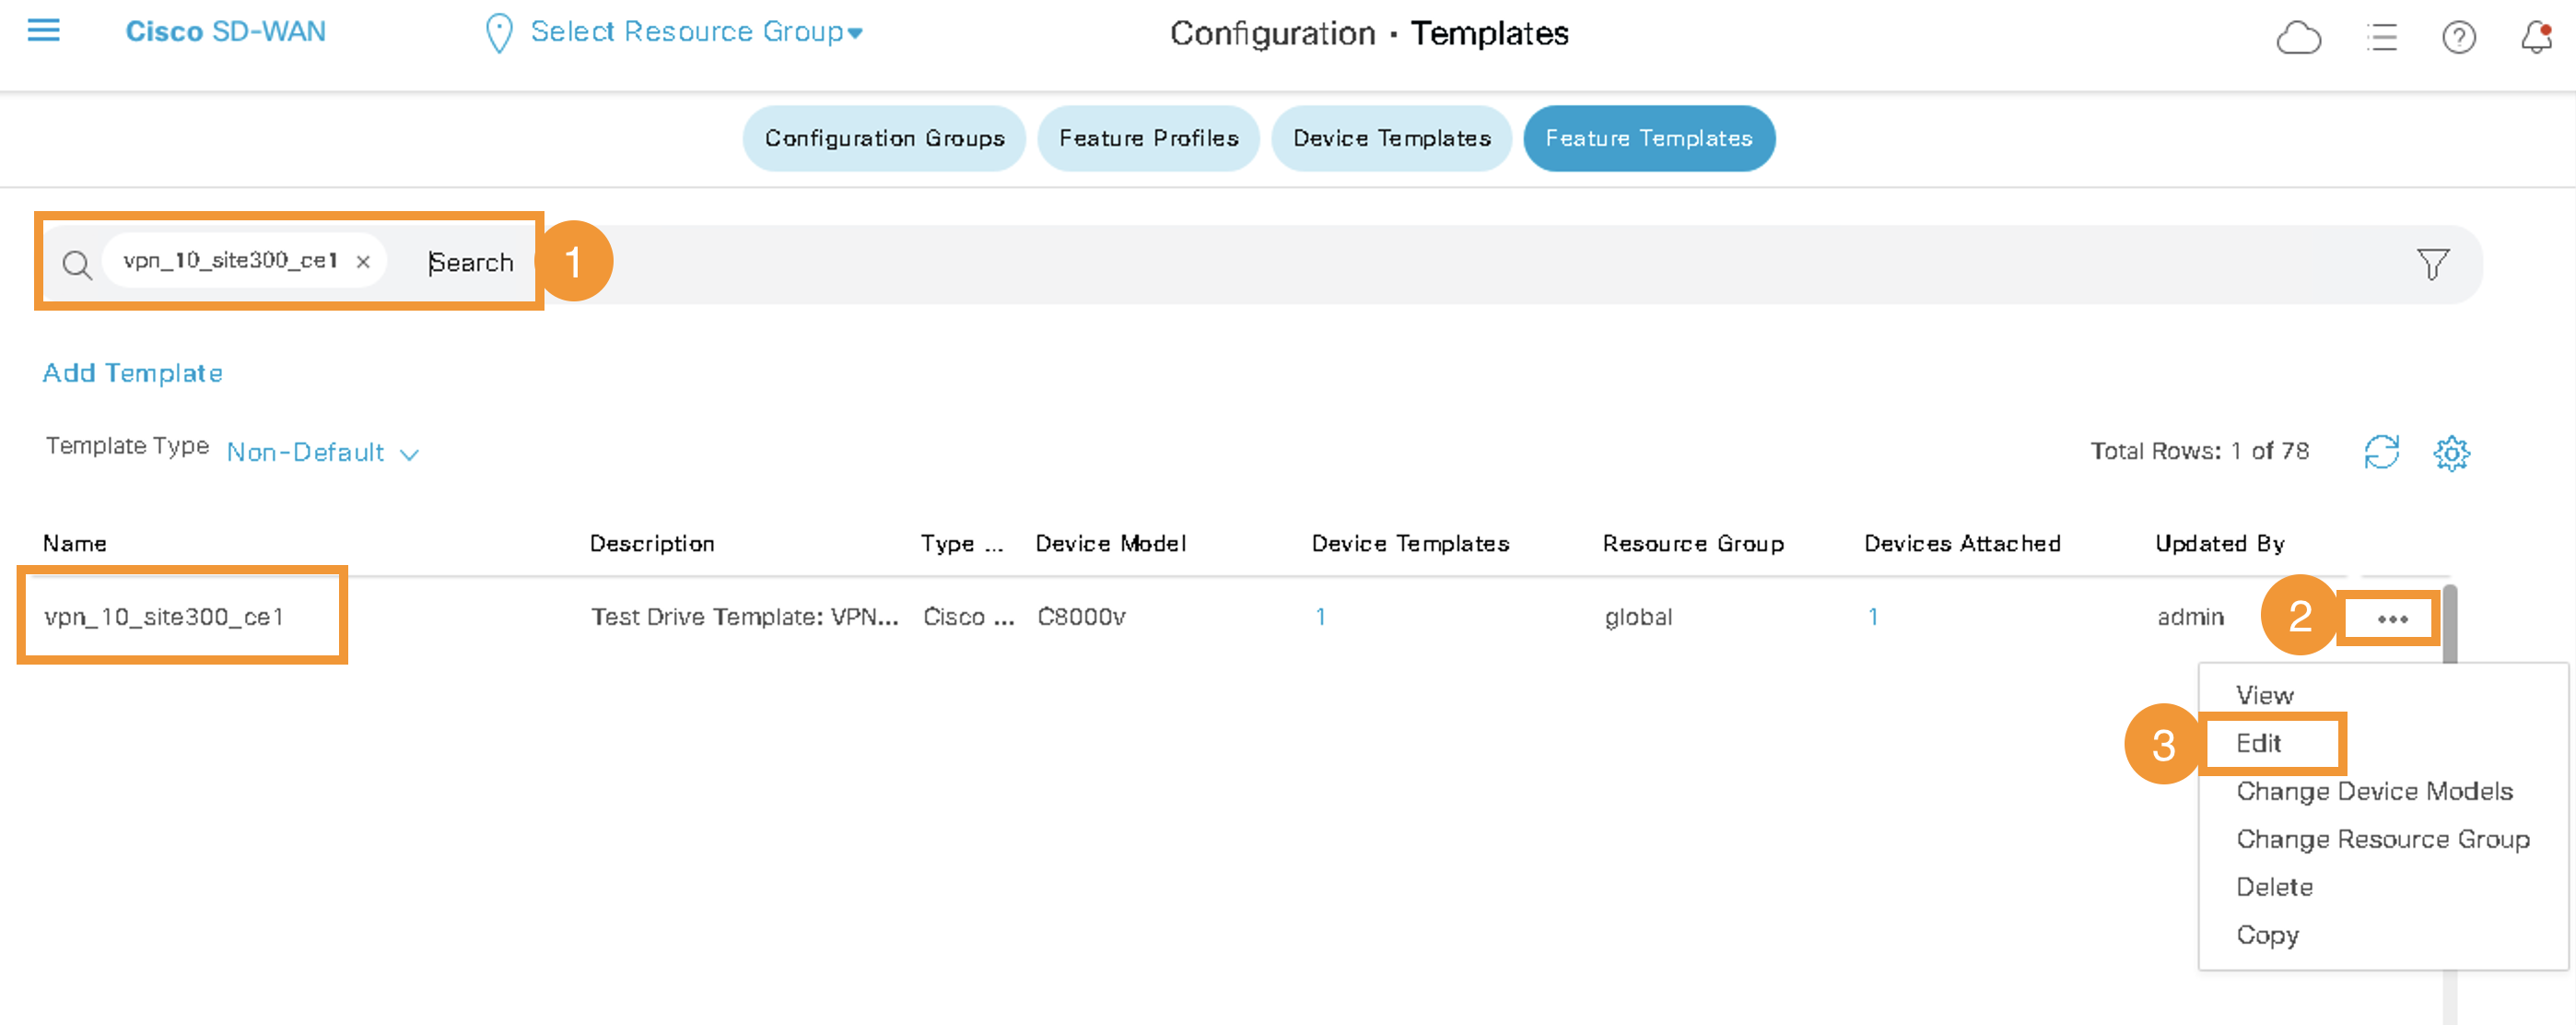 Cisco SD-WAN
Select Resource Group
Configuration · Templates
Configuration Groups
Feature Profiles
Device Templates
Feature Templates
vpn_10_site300_ce1 ×
Search
1
Add Template
Template Type Non-Default
Total Rows: 1 of 78
Name Description Type ... Device Model Device Templates Resource Group Devices Attached Updated By
vpn_10_site300_ce1 Test Drive Template: VPN... Cisco ... C8000v 1 global 1 admin 2 •••
View
3 Edit
Change Device Models
Change Resource Group
Delete
Copy